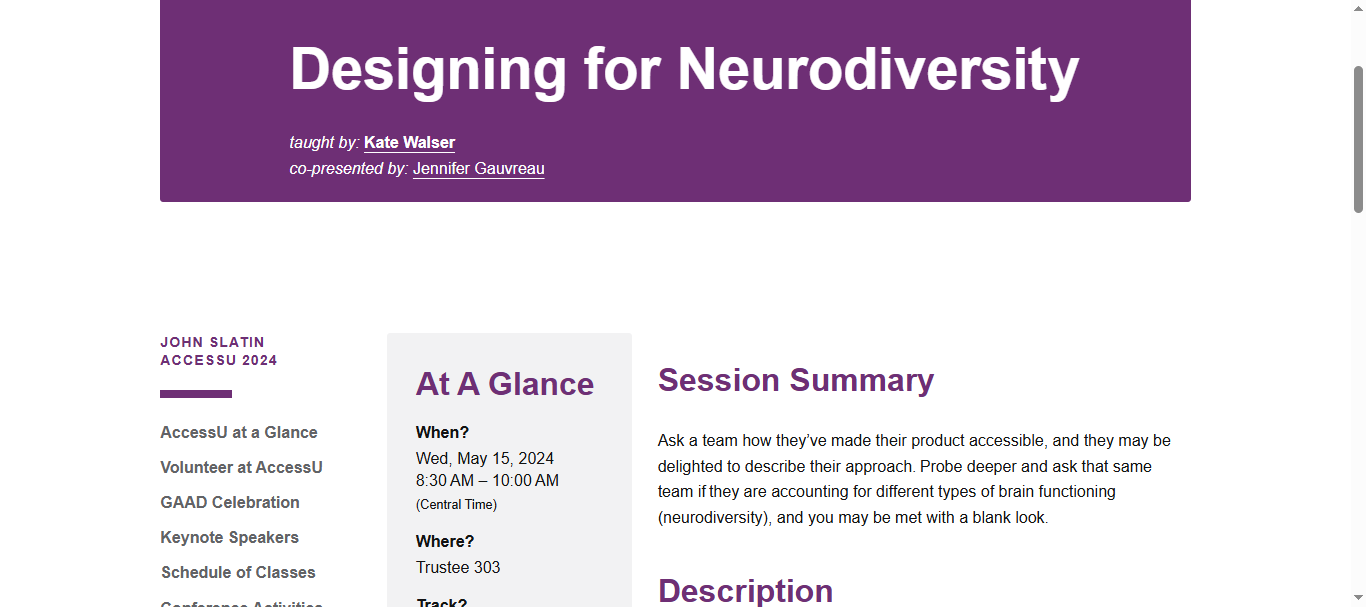 Designing for Neurodiversity
taught by: Kate Walser
co-presented by: Jennifer Gauvreau
JOHN SLATIN
ACCESSU 2024
AccessU at a Glance
Volunteer at AccessU
GAAD Celebration
Keynote Speakers
Schedule of Classes
Conference Activities
At A Glance
When?
Wed, May 15, 2024
8:30 AM – 10:00 AM
(Central Time)
Where?
Trustee 303
Track?
Session Summary
Ask a team how they’ve made their product accessible, and they may be
delighted to describe their approach. Probe deeper and ask that same
team if they are accounting for different types of brain functioning
(neurodiversity), and you may be met with a blank look.
Description